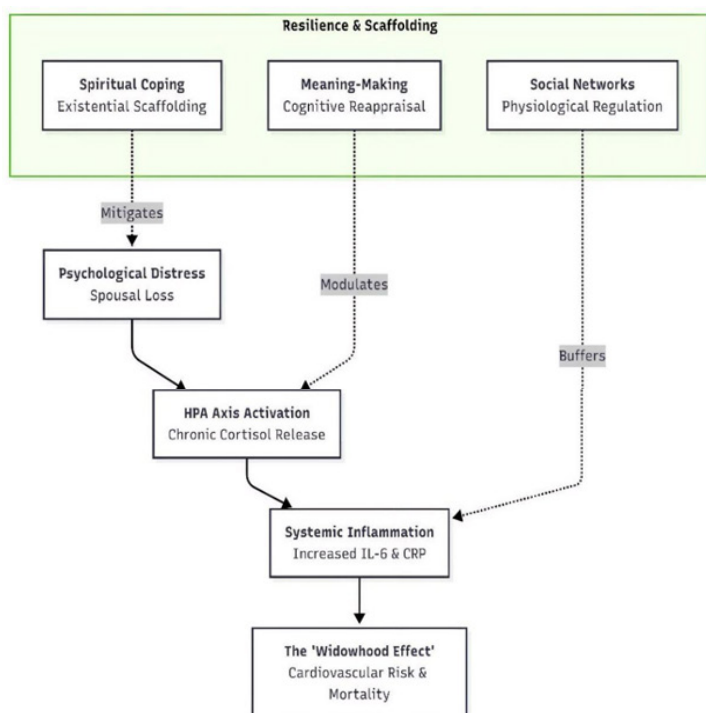 Resilience & Scaffolding
Spiritual Coping
Existential Scaffolding
Meaning-Making
Cognitive Reappraisal
Social Networks
Physiological Regulation
Mitigates
Psychological Distress
Spousal Loss
Modulates
Buffers
HPA Axis Activation
Chronic Cortisol Release
Systemic Inflammation
Increased IL-6 & CRP
The 'Widowhood Effect'
Cardiovascular Risk &
Mortality